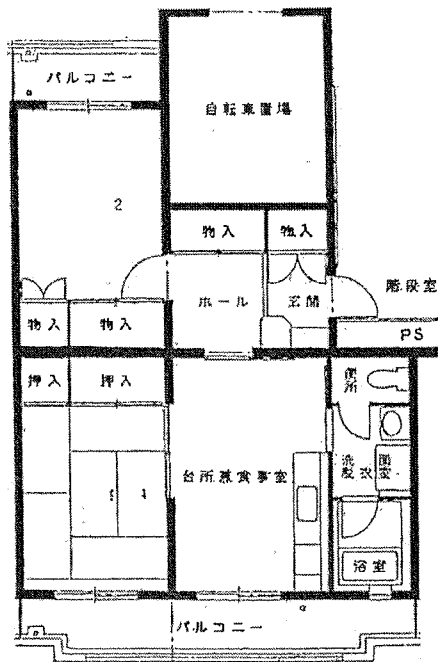 バルコニー
自転車置場
2
物入
物入
ホール
玄関
階段室
物入
物入
PS
押入
押入
便所
台所兼食事室
洗面
脱衣室
浴室
バルコニー